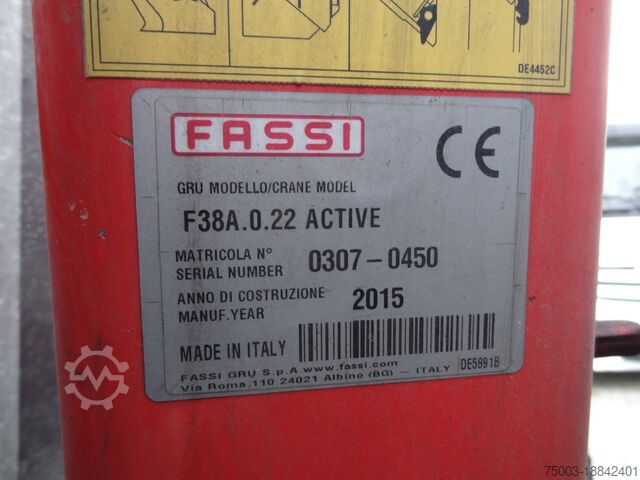 DE4452C
FASSI
CE
GRU MODELLO/CRANE MODEL
F38A.0.22 ACTIVE
MATRICOLA N° 0307-0450
SERIAL NUMBER
ANNO DI COSTRUZIONE 2015
MANUF.YEAR
MADE IN ITALY
FASSI GRU S.p.A www.fassi.com DE5891B
Via Roma,110 24021 Albino (BG) - ITALY
75003-18842401